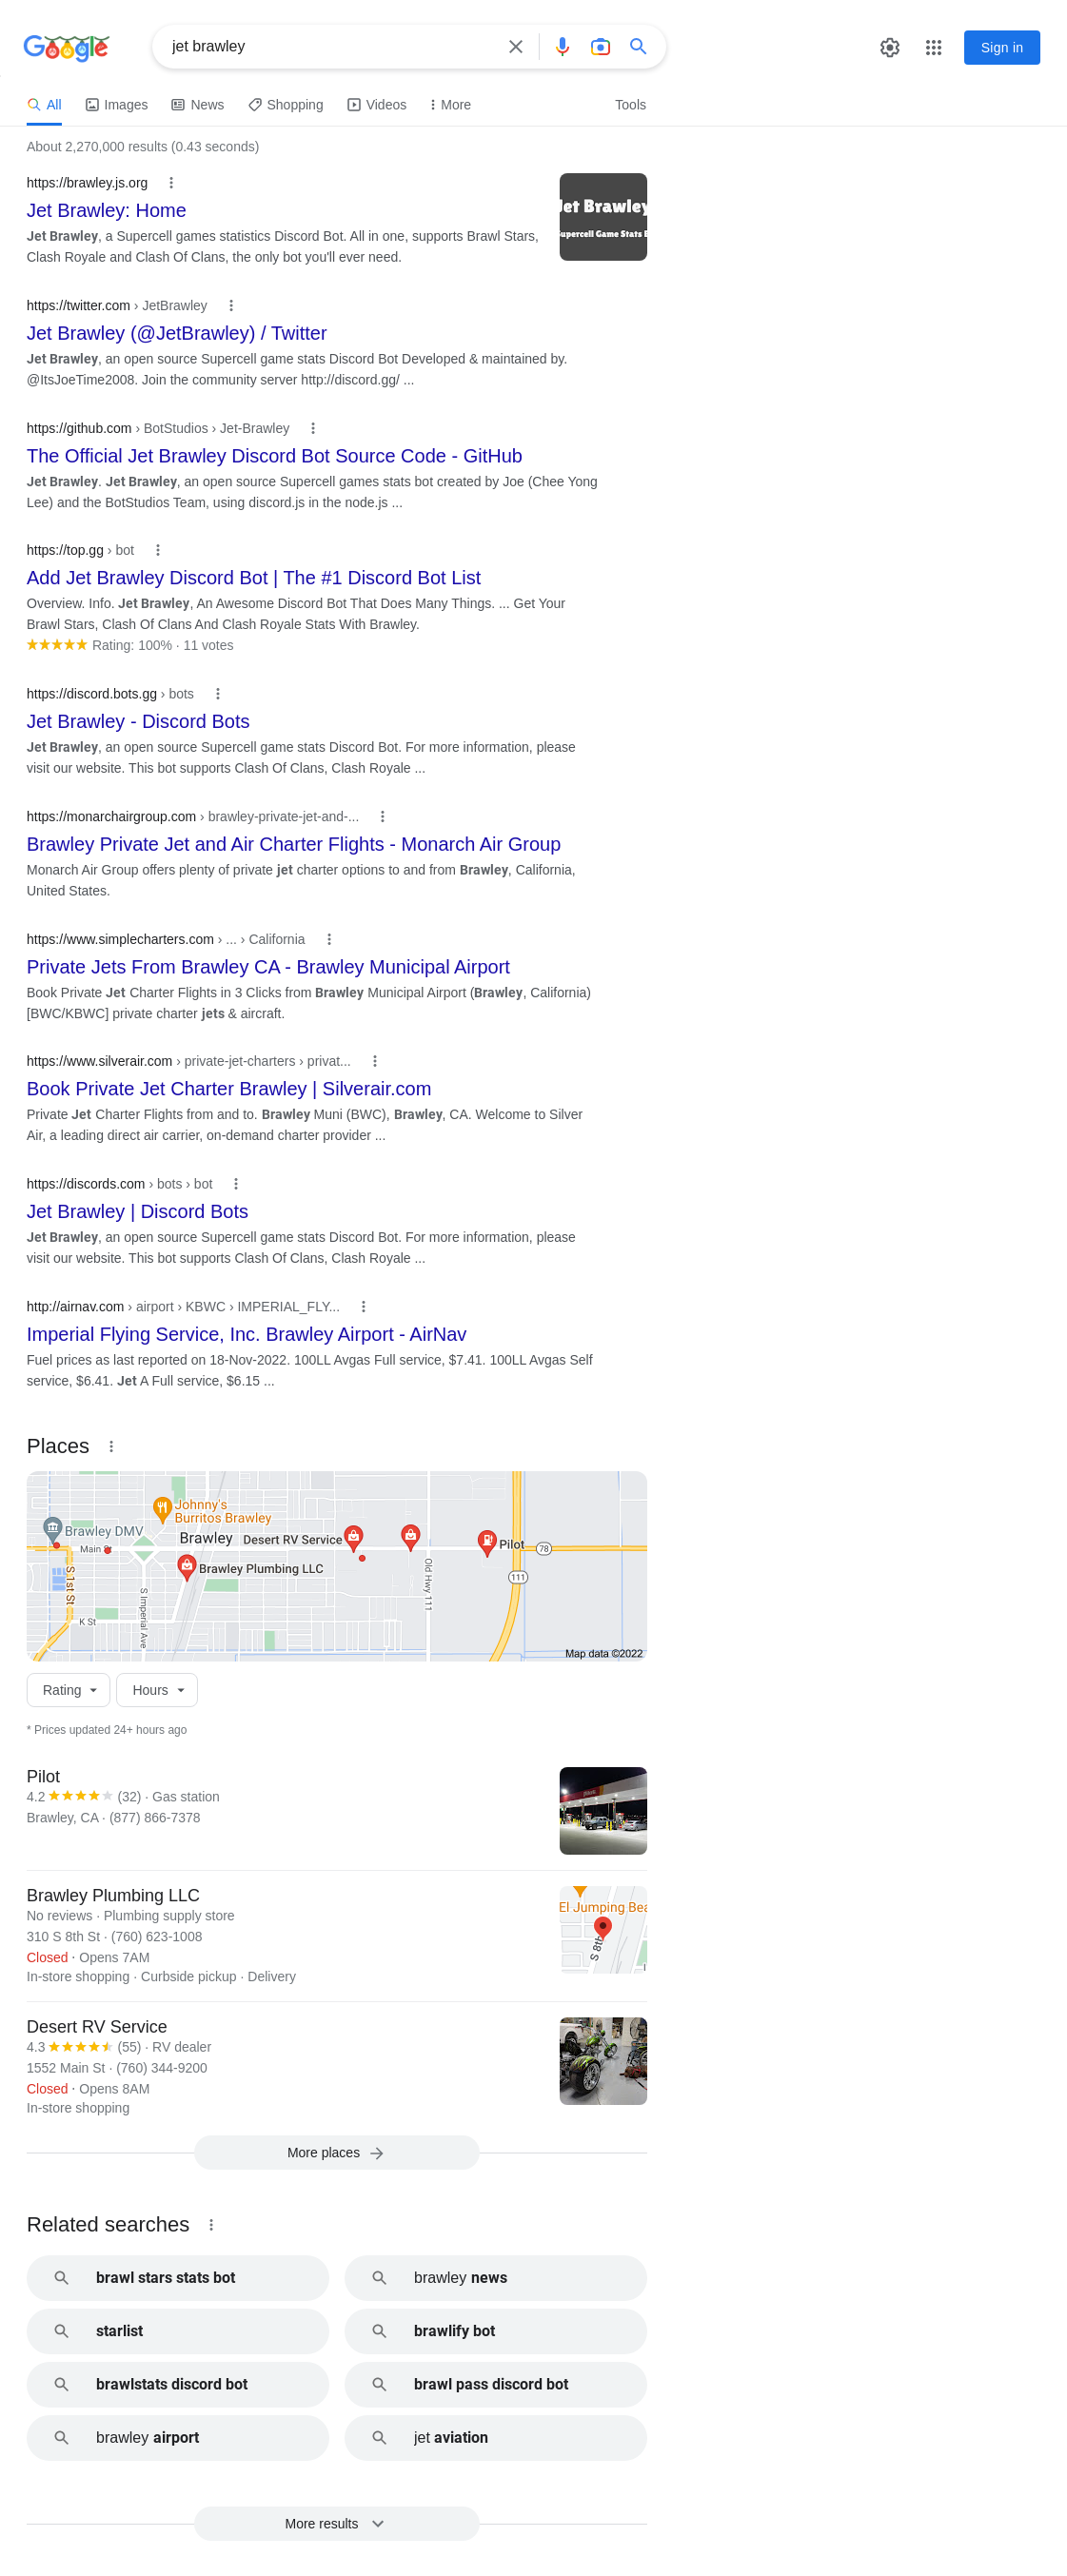 Google
jet brawley
Sign in
All
Images
News
Shopping
Videos
More
Tools
About 2,270,000 results (0.43 seconds)
https://brawley.js.org
Jet Brawley: Home
Jet Brawley, a Supercell games statistics Discord Bot. All in one, supports Brawl Stars,
Clash Royale and Clash Of Clans, the only bot you'll ever need.
Jet Brawley
Supercell Game Stats
https://twitter.com › JetBrawley
Jet Brawley (@JetBrawley) / Twitter
Jet Brawley, an open source Supercell game stats Discord Bot Developed & maintained by.
@ItsJoeTime2008. Join the community server http://discord.gg/ ...
https://github.com › BotStudios › Jet-Brawley
The Official Jet Brawley Discord Bot Source Code - GitHub
Jet Brawley. Jet Brawley, an open source Supercell games stats bot created by Joe (Chee Yong
Lee) and the BotStudios Team, using discord.js in the node.js ...
https://top.gg › bot
Add Jet Brawley Discord Bot | The #1 Discord Bot List
Overview. Info. Jet Brawley, An Awesome Discord Bot That Does Many Things. ... Get Your
Brawl Stars, Clash Of Clans And Clash Royale Stats With Brawley.
Rating: 100% · 11 votes
https://discord.bots.gg › bots
Jet Brawley - Discord Bots
Jet Brawley, an open source Supercell game stats Discord Bot. For more information, please
visit our website. This bot supports Clash Of Clans, Clash Royale ...
https://monarchairgroup.com › brawley-private-jet-and-...
Brawley Private Jet and Air Charter Flights - Monarch Air Group
Monarch Air Group offers plenty of private jet charter options to and from Brawley, California,
United States.
https://www.simplecharters.com › ... › California
Private Jets From Brawley CA - Brawley Municipal Airport
Book Private Jet Charter Flights in 3 Clicks from Brawley Municipal Airport (Brawley, California)
[BWC/KBWC] private charter jets & aircraft.
https://www.silverair.com › private-jet-charters › privat...
Book Private Jet Charter Brawley | Silverair.com
Private Jet Charter Flights from and to. Brawley Muni (BWC), Brawley, CA. Welcome to Silver
Air, a leading direct air carrier, on-demand charter provider ...
https://discords.com › bots › bot
Jet Brawley | Discord Bots
Jet Brawley, an open source Supercell game stats Discord Bot. For more information, please
visit our website. This bot supports Clash Of Clans, Clash Royale ...
http://airnav.com › airport › KBWC › IMPERIAL_FLY...
Imperial Flying Service, Inc. Brawley Airport - AirNav
Fuel prices as last reported on 18-Nov-2022. 100LL Avgas Full service, $7.41. 100LL Avgas Self
service, $6.41. Jet A Full service, $6.15 ...
Places
Johnny's
Burritos Brawley
Brawley DMV
Brawley
Desert RV Service
Main St
Pilot
78
Brawley Plumbing LLC
111
S 1st St
S Imperial Ave
Old Hwy 111
K St
Map data ©2022
Rating
Hours
* Prices updated 24+ hours ago
Pilot
4.2 (32) · Gas station
Brawley, CA · (877) 866-7378
Brawley Plumbing LLC
No reviews · Plumbing supply store
310 S 8th St · (760) 623-1008
Closed · Opens 7AM
In-store shopping · Curbside pickup · Delivery
El Jumping Bea
S 8th
Desert RV Service
4.3 (55) · RV dealer
1552 Main St · (760) 344-9200
Closed · Opens 8AM
In-store shopping
More places
Related searches
brawl stars stats bot
brawley news
starlist
brawlify bot
brawlstats discord bot
brawl pass discord bot
brawley airport
jet aviation
More results